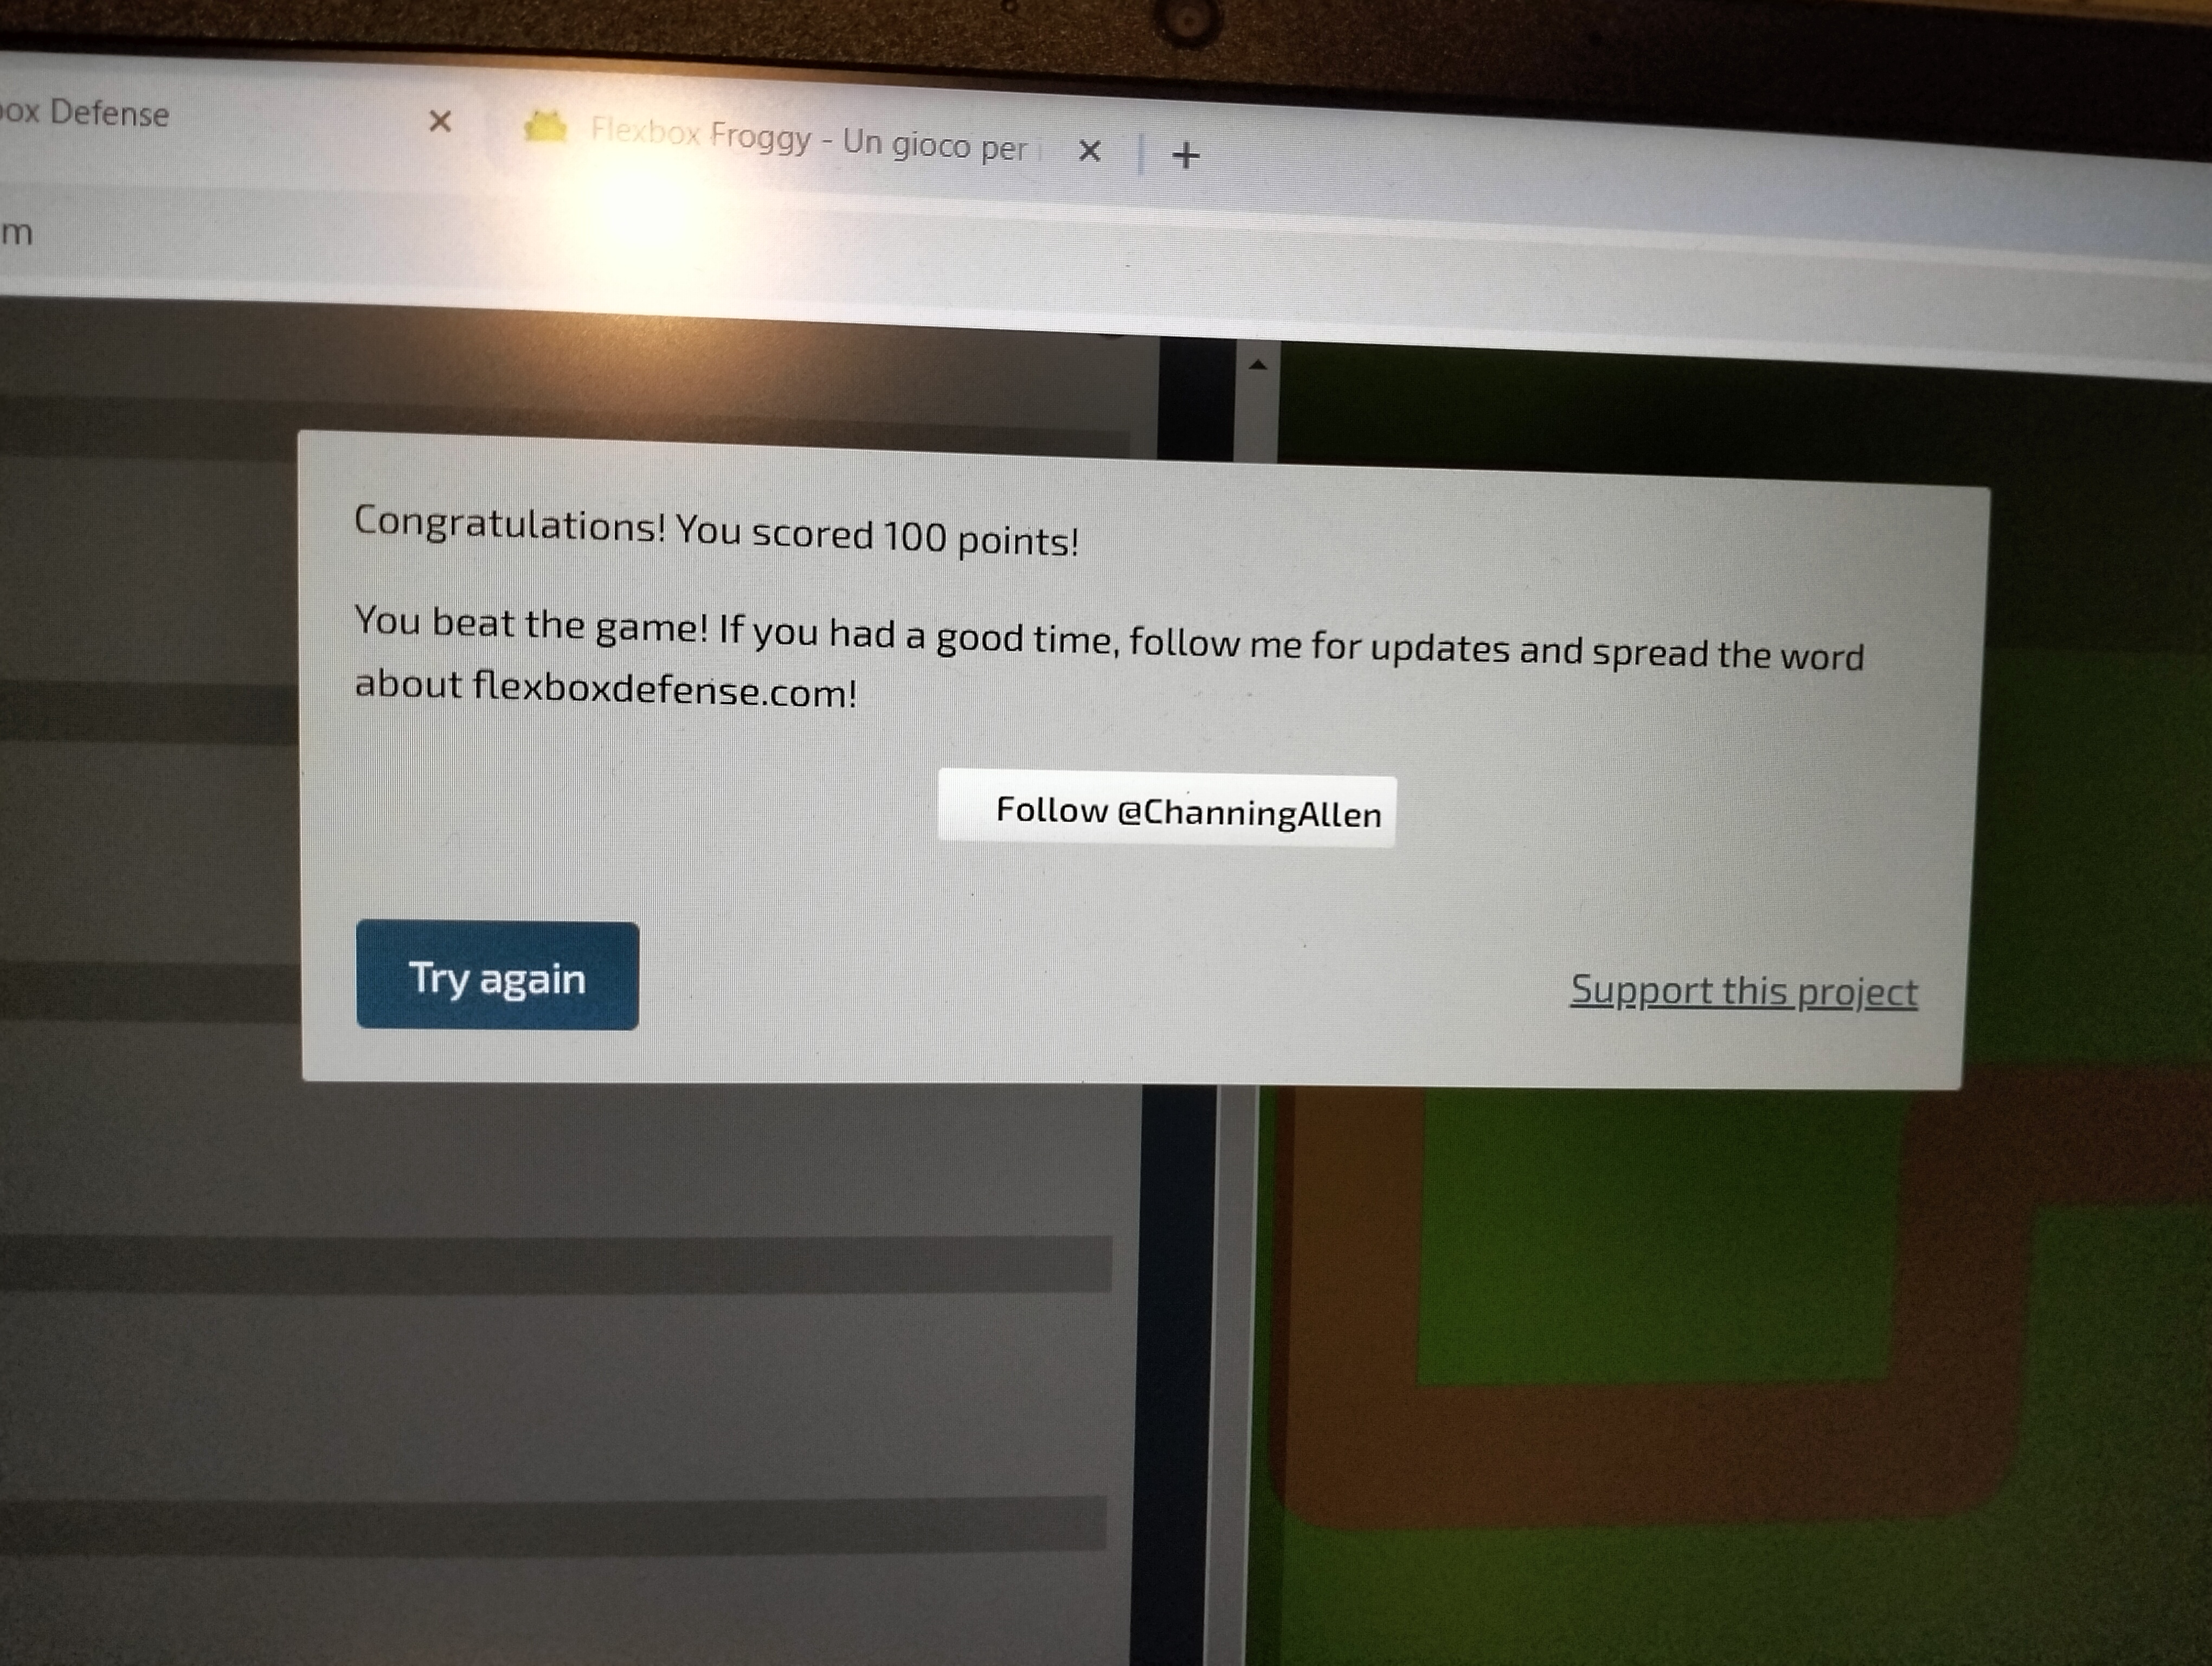 box Defense
Flexbox Froggy - Un gioco per
m
Congratulations! You scored 100 points!
You beat the game! If you had a good time, follow me for updates and spread the word
about flexboxdefense.com!
Follow @ChanningAllen
Try again
Support this project